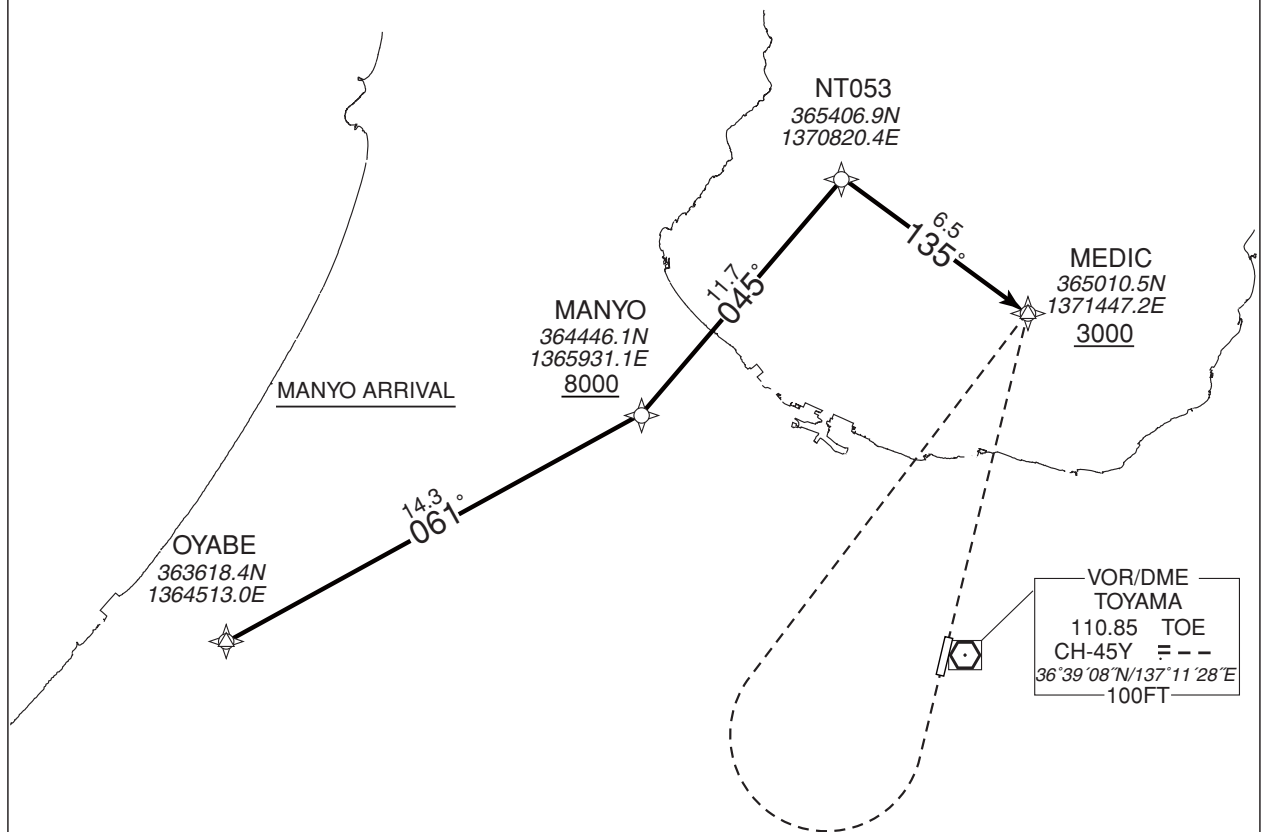 NT053
365406.9N
1370820.4E
6.5
135°
MEDIC
365010.5N
1371447.2E
3000
11.7
045°
MANYO
364446.1N
1365931.1E
8000
MANYO ARRIVAL
14.3
061°
OYABE
363618.4N
1364513.0E
VOR/DME
TOYAMA
110.85 TOE
CH-45Y
36°39´08˝N/137°11´28˝E
100FT